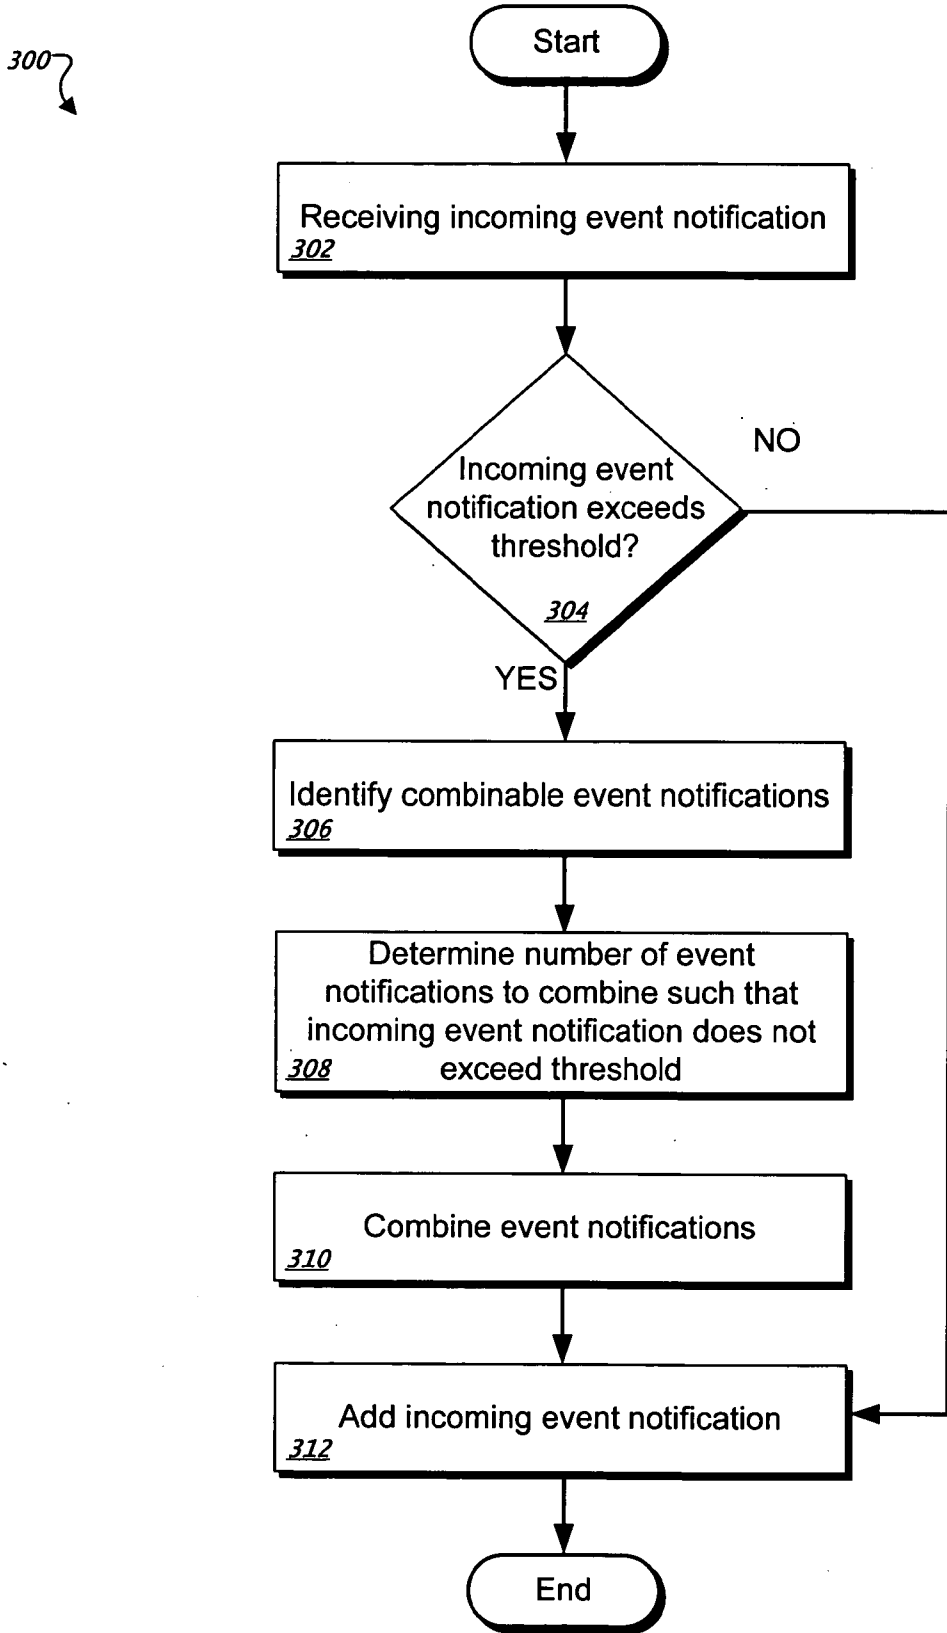 300
Start
Receiving incoming event notification
302
Incoming event
notification exceeds
threshold?
304
NO
YES
Identify combinable event notifications
306
Determine number of event
notifications to combine such that
incoming event notification does not
exceed threshold
308
Combine event notifications
310
Add incoming event notification
312
End